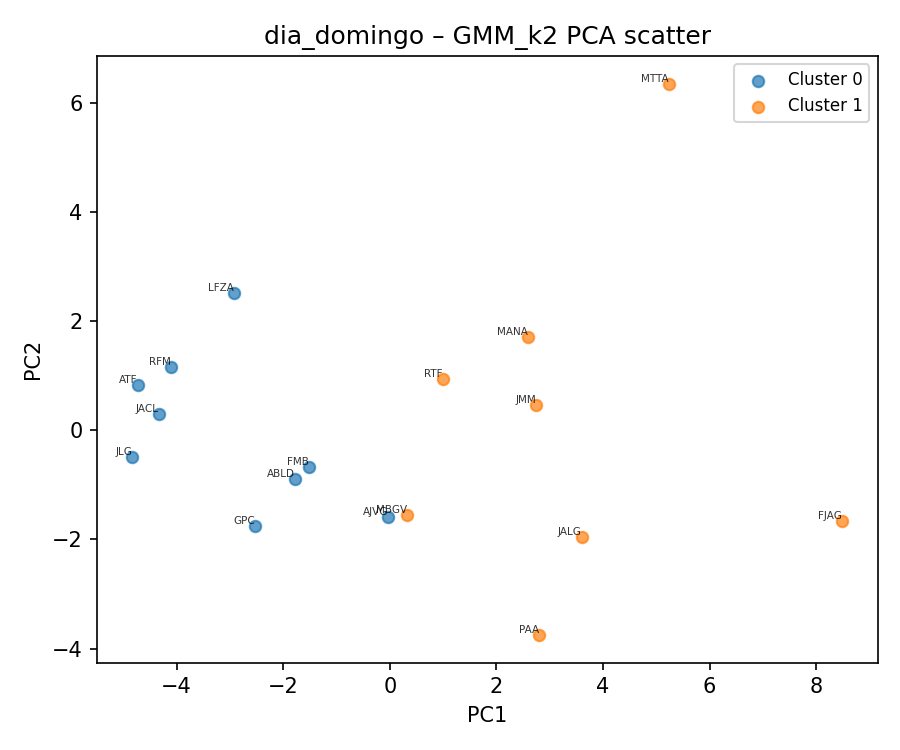 dia_domingo – GMM_k2 PCA scatter
Cluster 0
Cluster 1
MTTA
LFZA
MANA
RFM
ATF
RTF
JACL
JMM
JLG
FMB
ABLD
GPC
AJVG
MBGV
JALG
FJAG
PAA
6
4
2
0
−2
−4
PC2
−4
−2
0
2
4
6
8
PC1